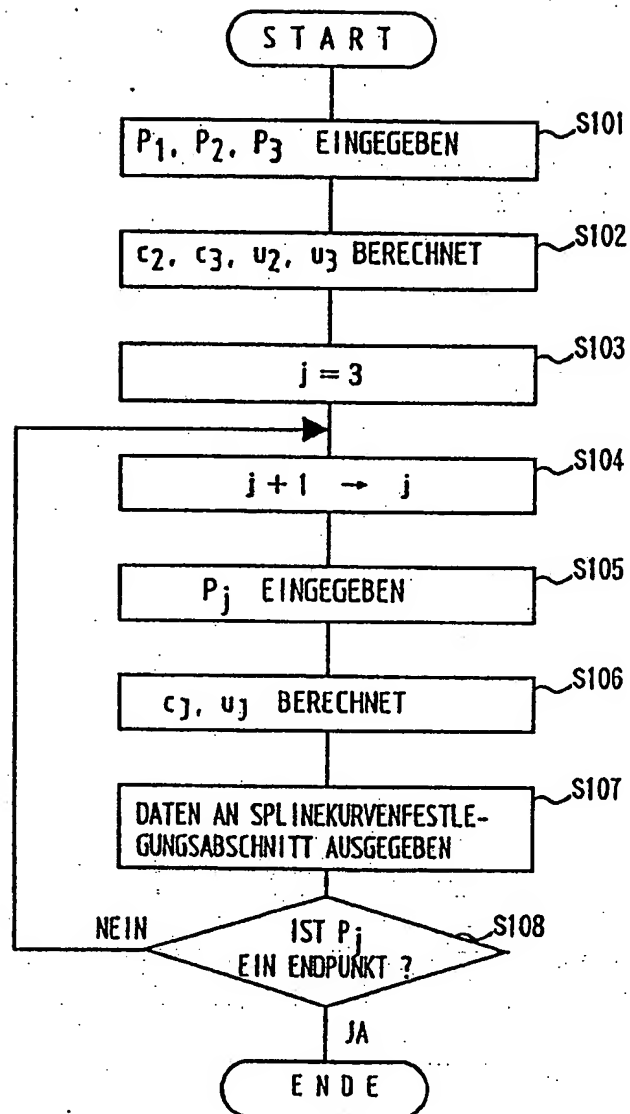 START
P1, P2, P3 EINGEGEBEN
S101
c2, c3, u2, u3 BERECHNET
S102
j = 3
S103
j + 1 → j
S104
Pj EINGEGEBEN
S105
cJ, uJ BERECHNET
S106
DATEN AN SPLINEKURVENFESTLE-
GUNGSABSCHNITT AUSGEGEBEN
S107
NEIN
IST Pj
EIN ENDPUNKT ?
S108
JA
ENDE